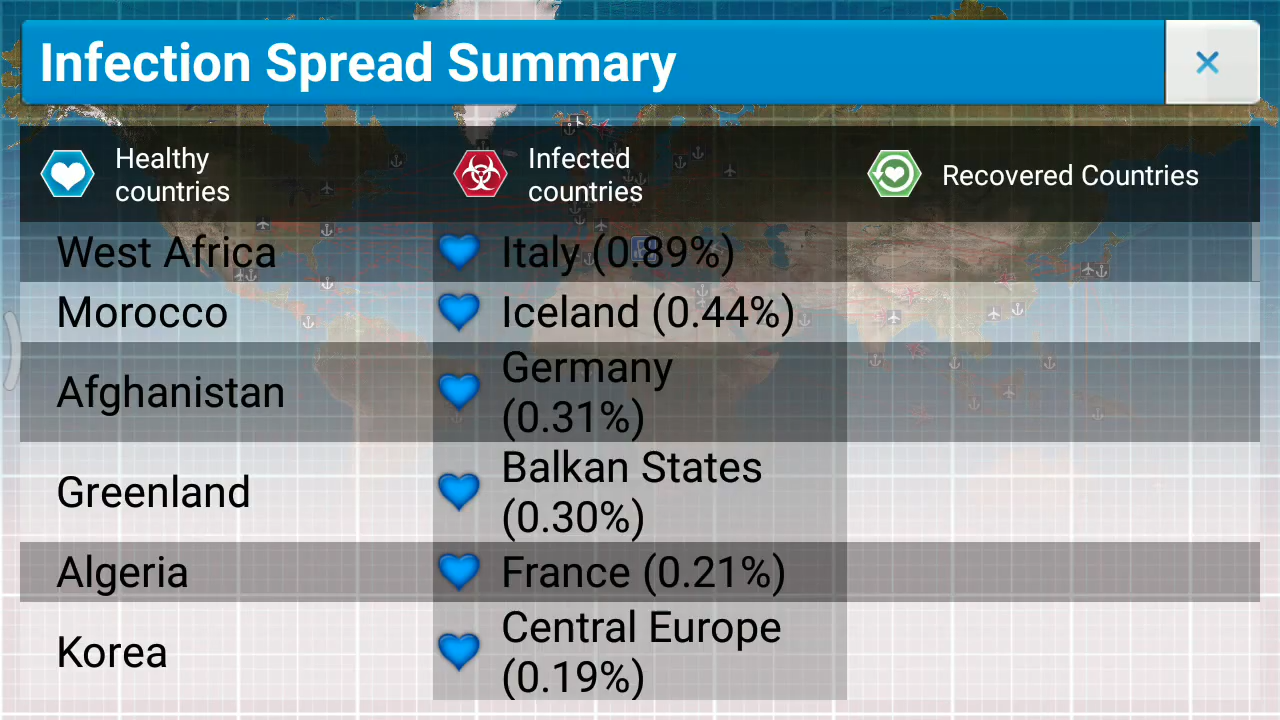 Infection Spread Summary
×
Healthy
countries
Infected
countries
Recovered Countries
West Africa
Italy (0.89%)
Morocco
Iceland (0.44%)
Afghanistan
Germany
(0.31%)
Greenland
Balkan States
(0.30%)
Algeria
France (0.21%)
Korea
Central Europe
(0.19%)